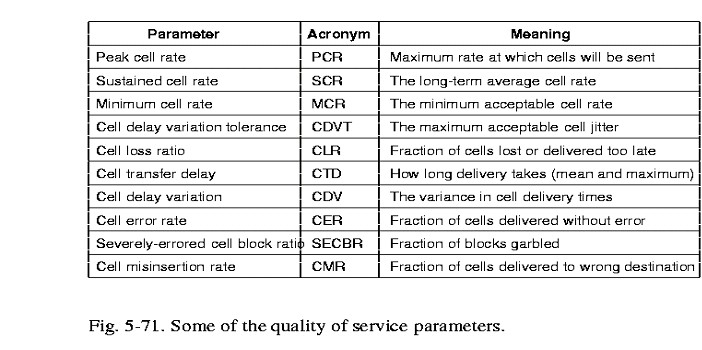 Parameter Acronym Meaning
Peak cell rate PCR Maximum rate at which cells will be sent
Sustained cell rate SCR The long-term average cell rate
Minimum cell rate MCR The minimum acceptable cell rate
Cell delay variation tolerance CDVT The maximum acceptable cell jitter
Cell loss ratio CLR Fraction of cells lost or delivered too late
Cell transfer delay CTD How long delivery takes (mean and maximum)
Cell delay variation CDV The variance in cell delivery times
Cell error rate CER Fraction of cells delivered without error
Severely-errored cell block ratio SECBR Fraction of blocks garbled
Cell misinsertion rate CMR Fraction of cells delivered to wrong destination
Fig. 5-71. Some of the quality of service parameters.